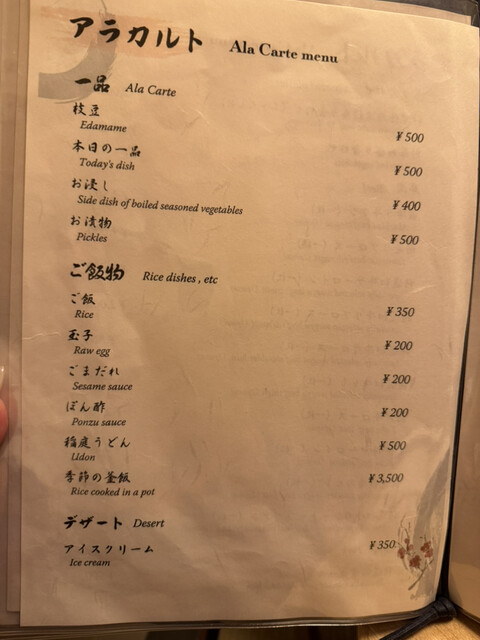 アラカルト Ala Carte menu
一品 Ala Carte
枝豆
Edamame ¥500
本日の一品
Today's dish ¥500
お浸し
Side dish of boiled seasoned vegetables ¥400
お漬物
Pickles ¥500
ご飯物 Rice dishes , etc
ご飯
Rice ¥350
玉子
Raw egg ¥200
ごまだれ
Sesame sauce ¥200
ぽん酢
Ponzu sauce ¥200
稲庭うどん
Udon ¥500
季節の釜飯
Rice cooked in a pot ¥3,500
デザート Desert
アイスクリーム
Ice cream ¥350